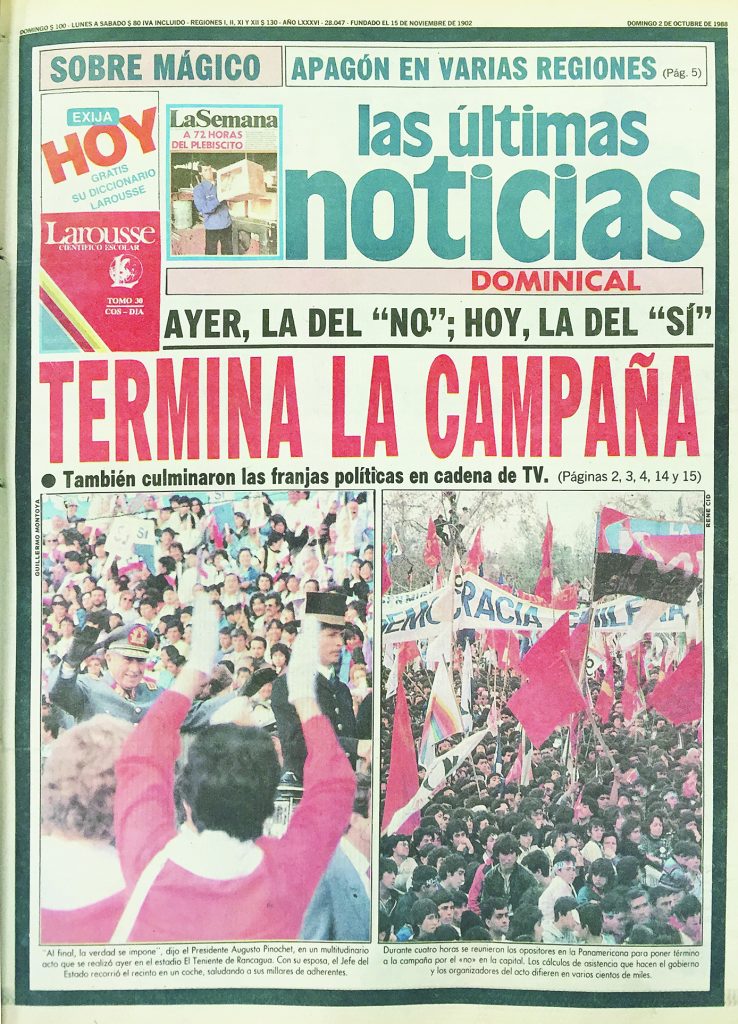 DOMINGO $ 100 - LUNES A SABADO $ 80 IVA INCLUIDO - REGIONES I, II, XI Y XII $ 130 - AÑO LXXXVI - 28.047 - FUNDADO EL 15 DE NOVIEMBRE DE 1902
DOMINGO 2 DE OCTUBRE DE 1988
SOBRE MÁGICO
APAGÓN EN VARIAS REGIONES (Pág. 5)
EXIJA
HOY
GRATIS
SU DICCIONARIO
LAROUSSE
Larousse
CIENTIFICO ESCOLAR
TOMO 30
COS - DIA
La Semana
A 72 HORAS
DEL PLEBISCITO
las últimas
noticias
DOMINICAL
AYER, LA DEL “NO”; HOY, LA DEL “SÍ”
TERMINA LA CAMPAÑA
● También culminaron las franjas políticas en cadena de TV. (Páginas 2, 3, 4, 14 y 15)
GUILLERMO MONTOYA
SI
SI
RENE CID
DEMOCRACIA
"Al final, la verdad se impone", dijo el Presidente Augusto Pinochet, en un multitudinario
acto que se realizó ayer en el estadio El Teniente de Rancagua. Con su esposa, el Jefe del
Estado recorrió el recinto en un coche, saludando a sus millares de adherentes.
Durante cuatro horas se reunieron los opositores en la Panamericana para poner término
a la campaña por el «no» en la capital. Los cálculos de asistencia que hacen el gobierno
y los organizadores del acto difieren en varios cientos de miles.